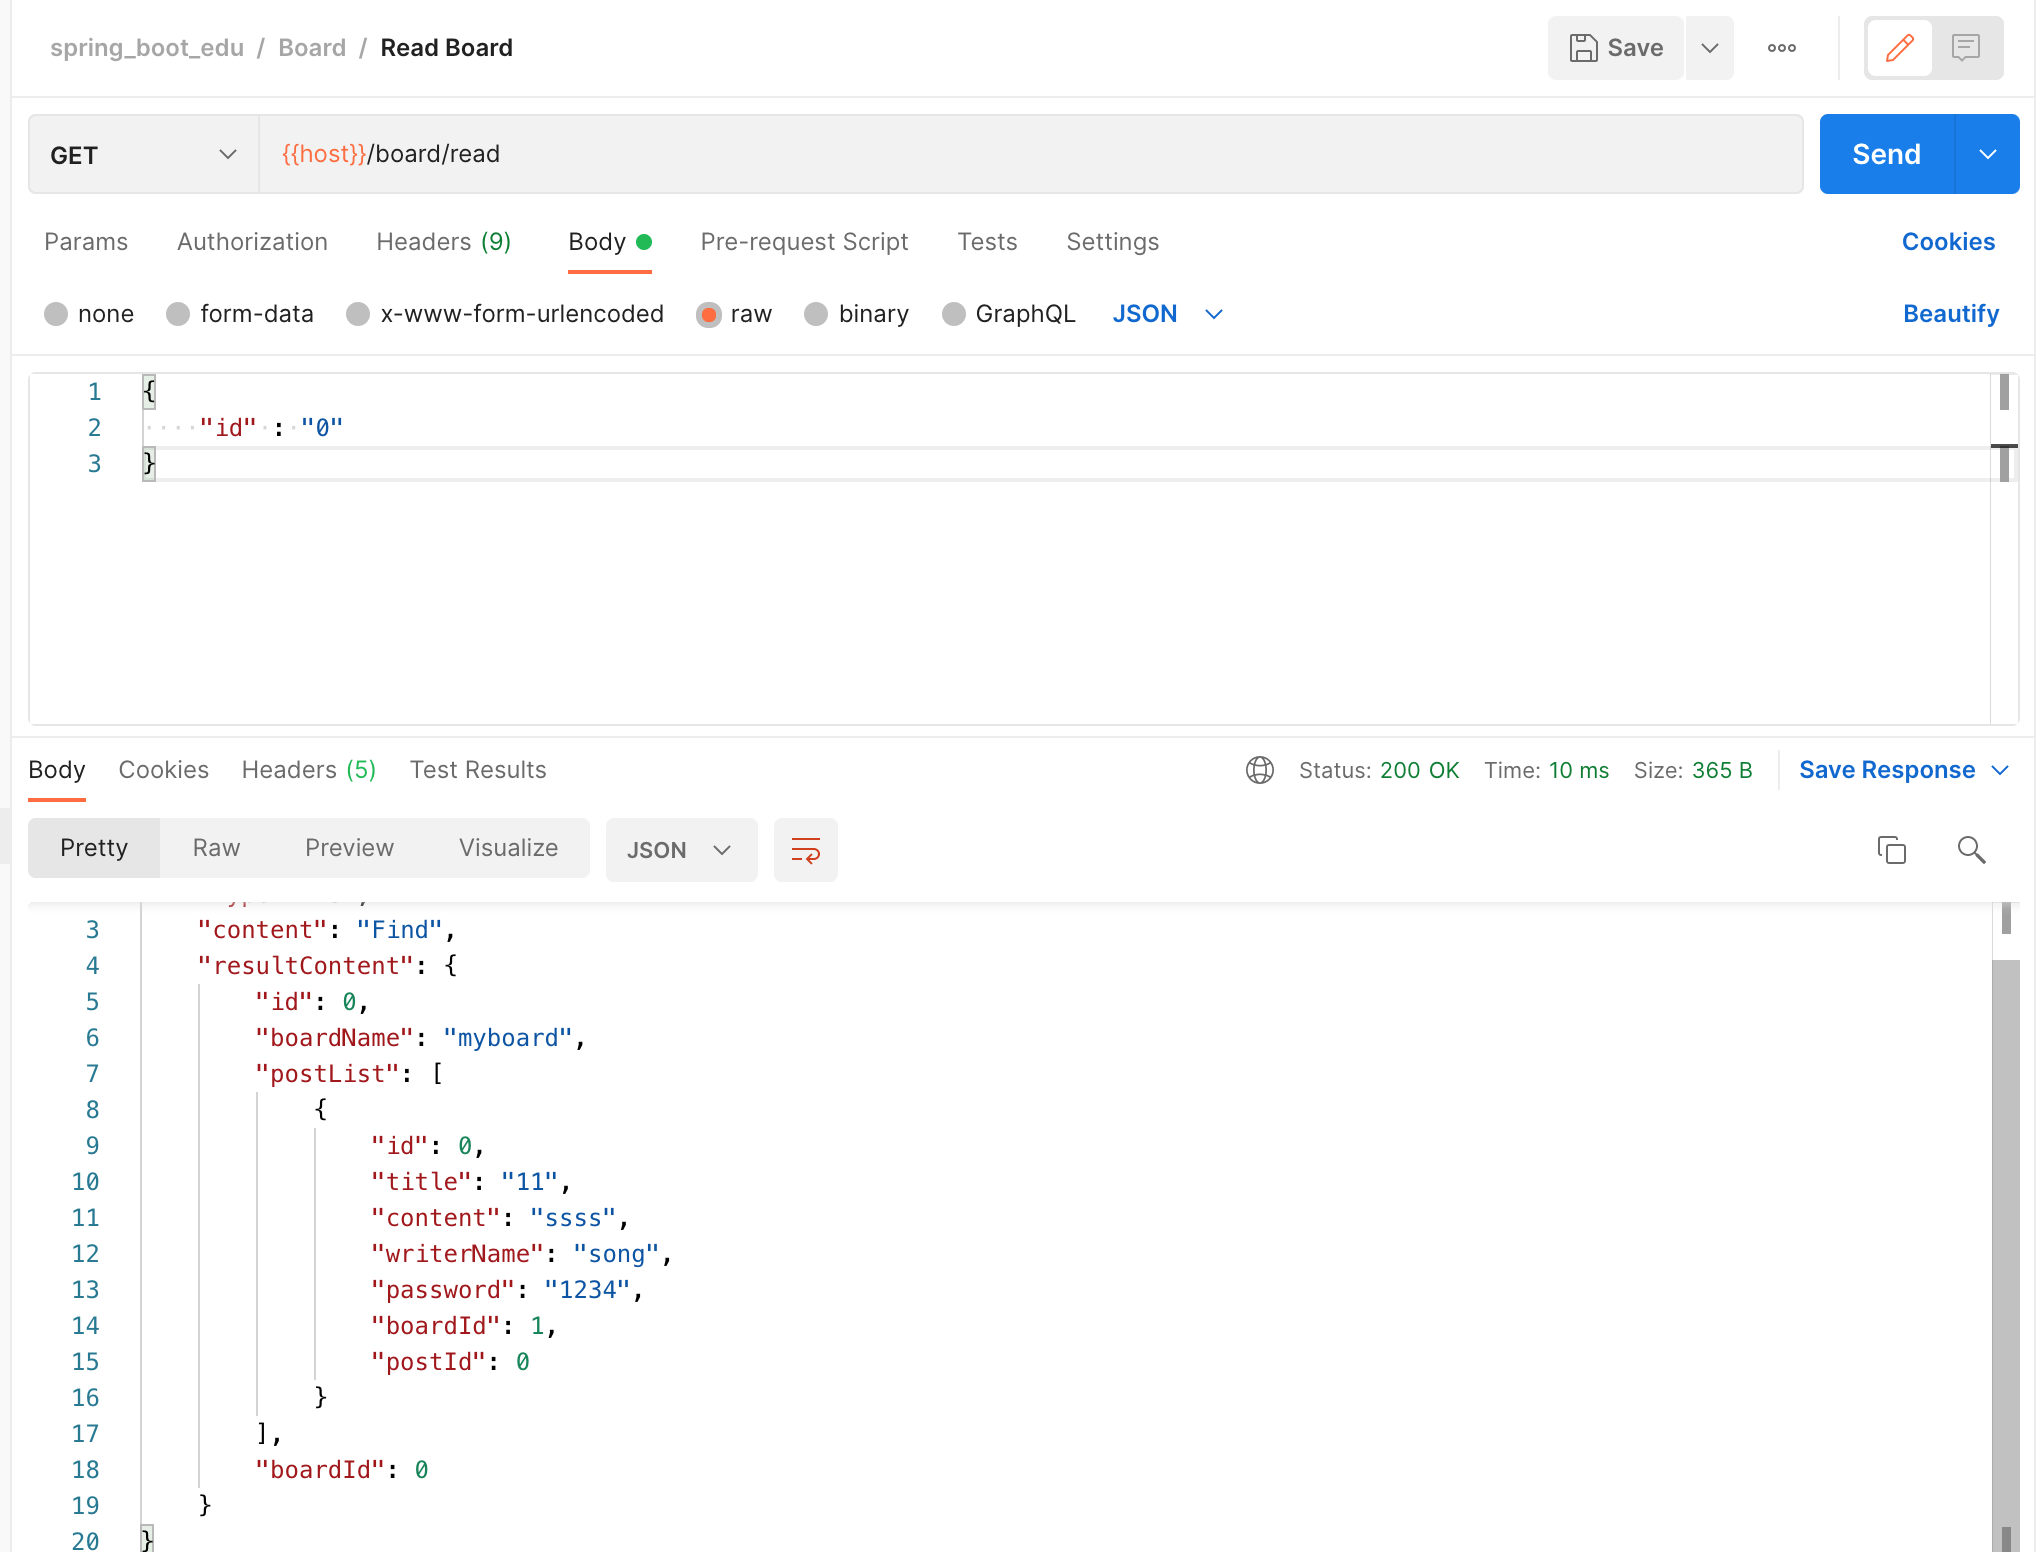 spring_boot_edu / Board / Read Board
Save
GET
{{host}}/board/read
Send
Params Authorization Headers (9) Body Pre-request Script Tests Settings Cookies
none form-data x-www-form-urlencoded raw binary GraphQL JSON Beautify
1 {
2 "id" : "0"
3 }
Body Cookies Headers (5) Test Results Status: 200 OK Time: 10 ms Size: 365 B Save Response
Pretty Raw Preview Visualize JSON
3 "content": "Find",
4 "resultContent": {
5 "id": 0,
6 "boardName": "myboard",
7 "postList": [
8 {
9 "id": 0,
10 "title": "11",
11 "content": "ssss",
12 "writerName": "song",
13 "password": "1234",
14 "boardId": 1,
15 "postId": 0
16 }
17 ],
18 "boardId": 0
19 }
20 }